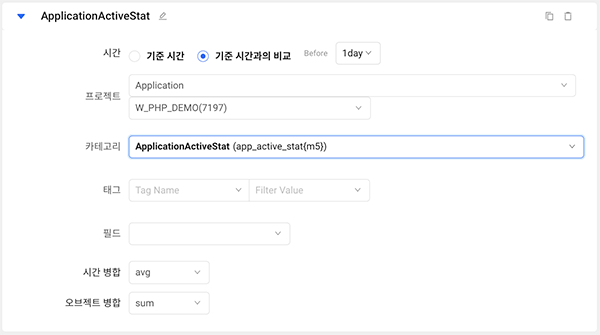 ApplicationActiveStat
시간 기준 시간 기준 시간과의 비교 Before 1day
Application
프로젝트
W_PHP_DEMO(7197)
카테고리 ApplicationActiveStat (app_active_stat{m5})
태그 Tag Name Filter Value
필드
시간 병합 avg
오브젝트 병합 sum